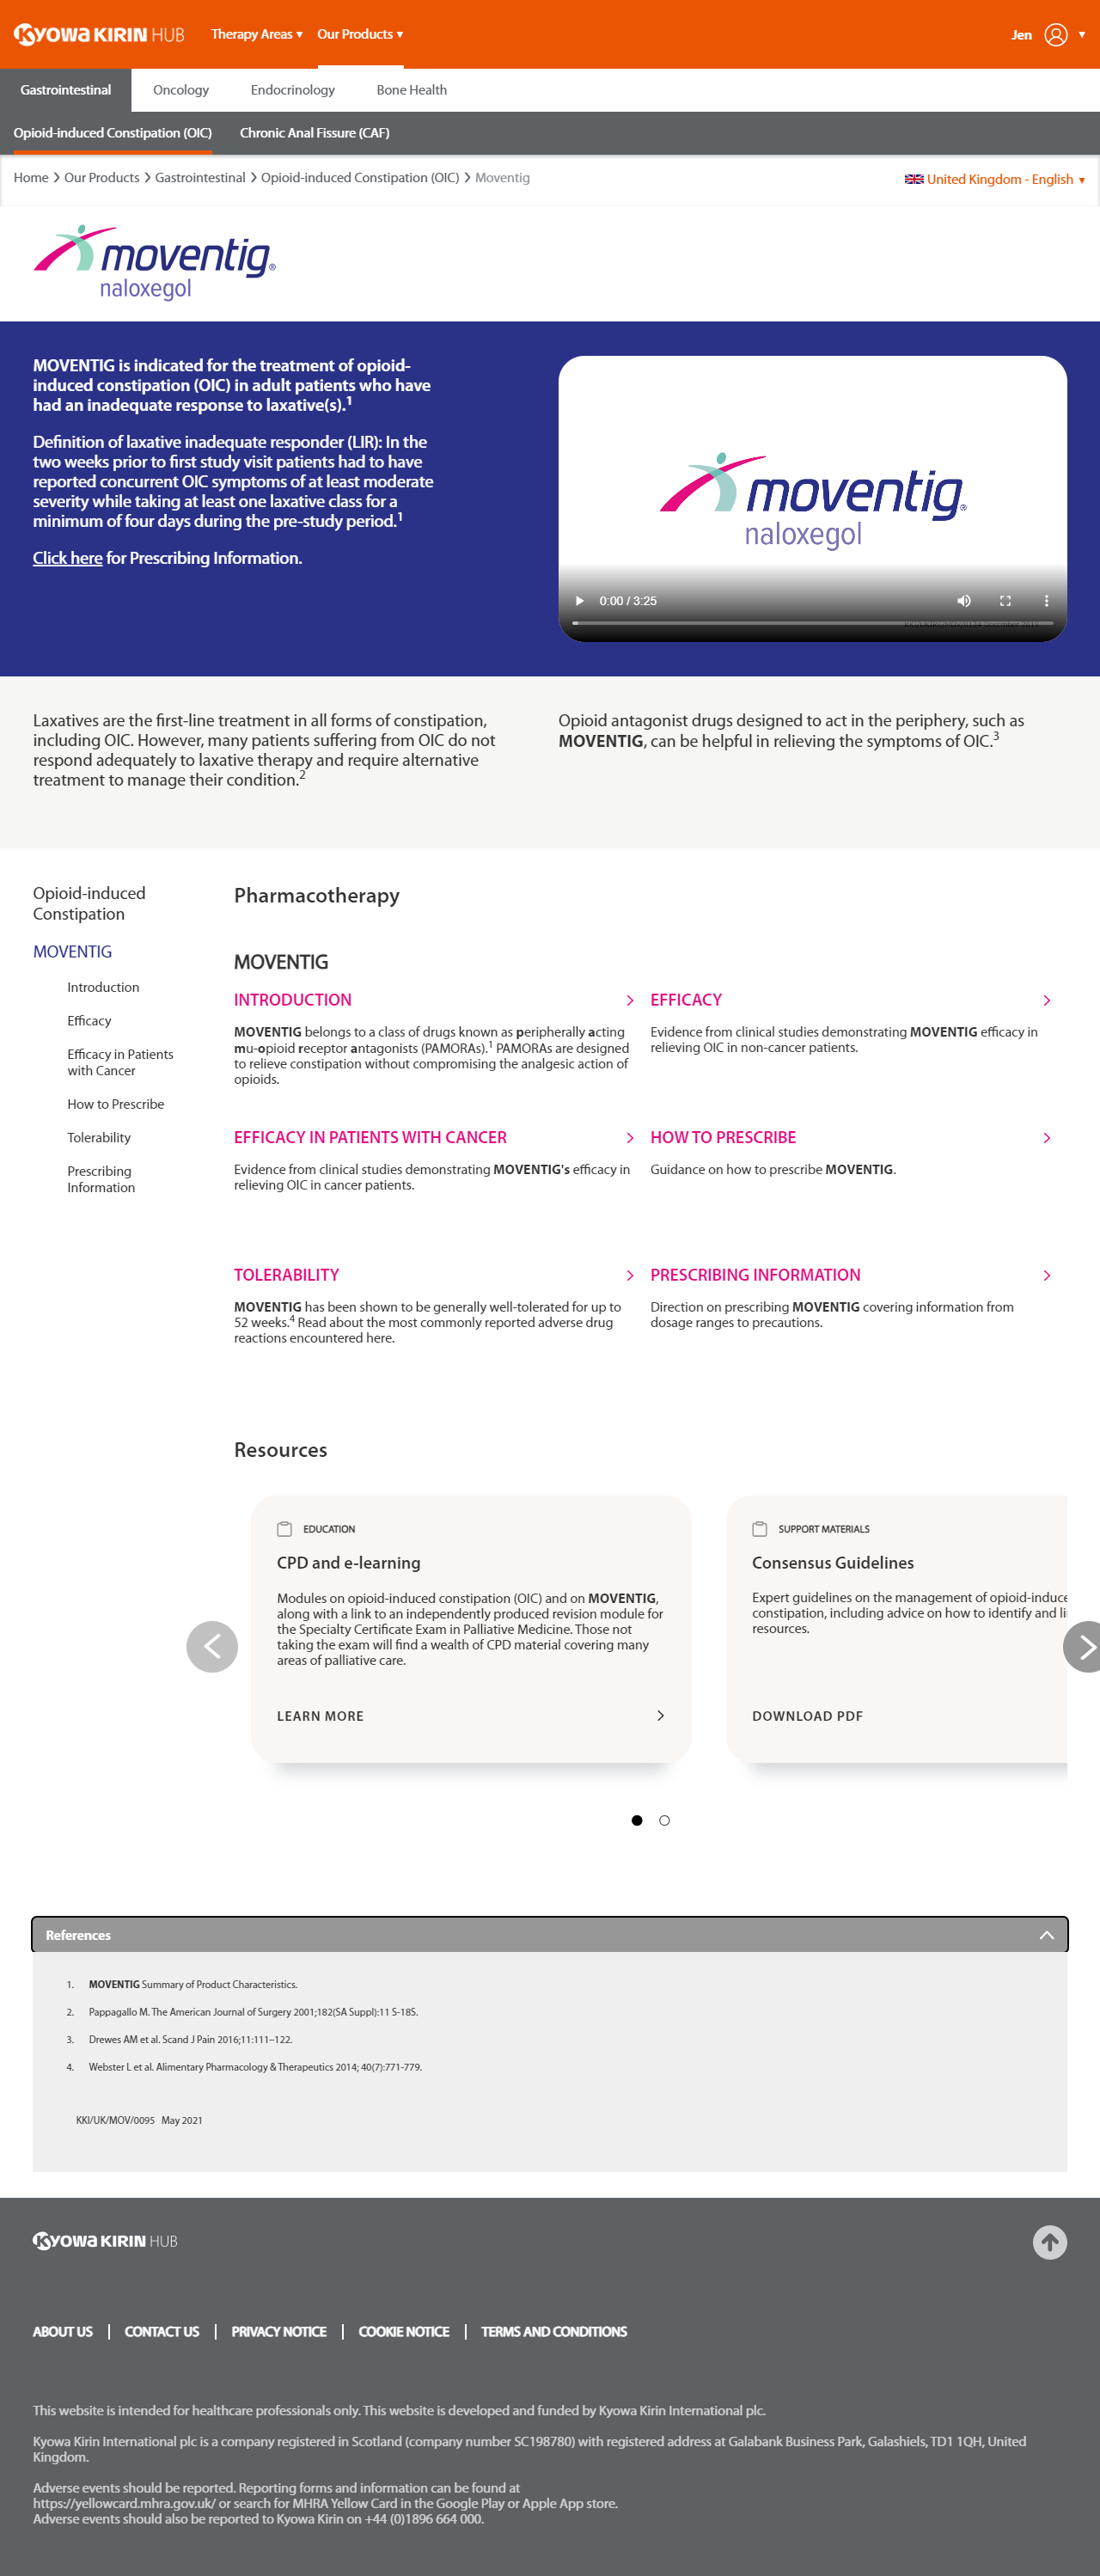 KYOWA KIRIN HUB
Therapy Areas ▼ Our Products ▼
Jen ▼
Gastrointestinal Oncology Endocrinology Bone Health
Opioid-induced Constipation (OIC) Chronic Anal Fissure (CAF)
Home > Our Products > Gastrointestinal > Opioid-induced Constipation (OIC) > Moventig
United Kingdom - English ▼
moventig®
naloxegol
MOVENTIG is indicated for the treatment of opioid-
induced constipation (OIC) in adult patients who have
had an inadequate response to laxative(s).1
Definition of laxative inadequate responder (LIR): In the
two weeks prior to first study visit patients had to have
reported concurrent OIC symptoms of at least moderate
severity while taking at least one laxative class for a
minimum of four days during the pre-study period.1
Click here for Prescribing Information.
moventig®
naloxegol
0:00 / 3:25
Laxatives are the first-line treatment in all forms of constipation,
including OIC. However, many patients suffering from OIC do not
respond adequately to laxative therapy and require alternative
treatment to manage their condition.2
Opioid antagonist drugs designed to act in the periphery, such as
MOVENTIG, can be helpful in relieving the symptoms of OIC.3
Opioid-induced
Constipation
MOVENTIG
Introduction
Efficacy
Efficacy in Patients
with Cancer
How to Prescribe
Tolerability
Prescribing
Information
Pharmacotherapy
MOVENTIG
INTRODUCTION
MOVENTIG belongs to a class of drugs known as peripherally acting
mu-opioid receptor antagonists (PAMORAs).1 PAMORAs are designed
to relieve constipation without compromising the analgesic action of
opioids.
EFFICACY
Evidence from clinical studies demonstrating MOVENTIG efficacy in
relieving OIC in non-cancer patients.
EFFICACY IN PATIENTS WITH CANCER
Evidence from clinical studies demonstrating MOVENTIG's efficacy in
relieving OIC in cancer patients.
HOW TO PRESCRIBE
Guidance on how to prescribe MOVENTIG.
TOLERABILITY
MOVENTIG has been shown to be generally well-tolerated for up to
52 weeks.4 Read about the most commonly reported adverse drug
reactions encountered here.
PRESCRIBING INFORMATION
Direction on prescribing MOVENTIG covering information from
dosage ranges to precautions.
Resources
EDUCATION
CPD and e-learning
Modules on opioid-induced constipation (OIC) and on MOVENTIG,
along with a link to an independently produced revision module for
the Specialty Certificate Exam in Palliative Medicine. Those not
taking the exam will find a wealth of CPD material covering many
areas of palliative care.
LEARN MORE
SUPPORT MATERIALS
Consensus Guidelines
Expert guidelines on the management of opioid-induce
constipation, including advice on how to identify and li
resources.
DOWNLOAD PDF
References
1. MOVENTIG Summary of Product Characteristics.
2. Pappagallo M. The American Journal of Surgery 2001;182(SA Suppl):11 S-18S.
3. Drewes AM et al. Scand J Pain 2016;11:111–122.
4. Webster L et al. Alimentary Pharmacology & Therapeutics 2014; 40(7):771-779.
KKI/UK/MOV/0095 May 2021
KYOWA KIRIN HUB
ABOUT US | CONTACT US | PRIVACY NOTICE | COOKIE NOTICE | TERMS AND CONDITIONS
This website is intended for healthcare professionals only. This website is developed and funded by Kyowa Kirin International plc.
Kyowa Kirin International plc is a company registered in Scotland (company number SC198780) with registered address at Galabank Business Park, Galashiels, TD1 1QH, United
Kingdom.
Adverse events should be reported. Reporting forms and information can be found at
https://yellowcard.mhra.gov.uk/ or search for MHRA Yellow Card in the Google Play or Apple App store.
Adverse events should also be reported to Kyowa Kirin on +44 (0)1896 664 000.